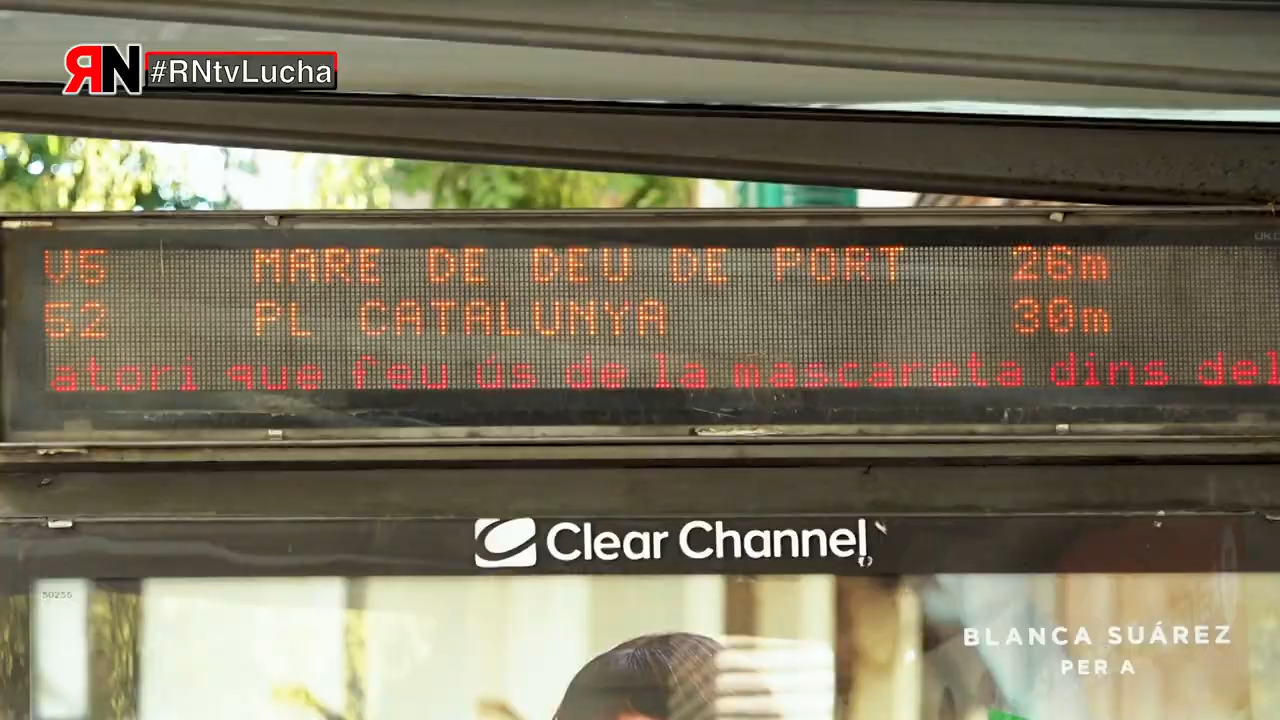 RN #RNtvLucha
V5 MARE DE DEU DE PORT 26m
52 PL CATALUNYA 30m
atori que feu ús de la mascareta dins del
Clear Channel
50255
BLANCA SUÁREZ
PER A